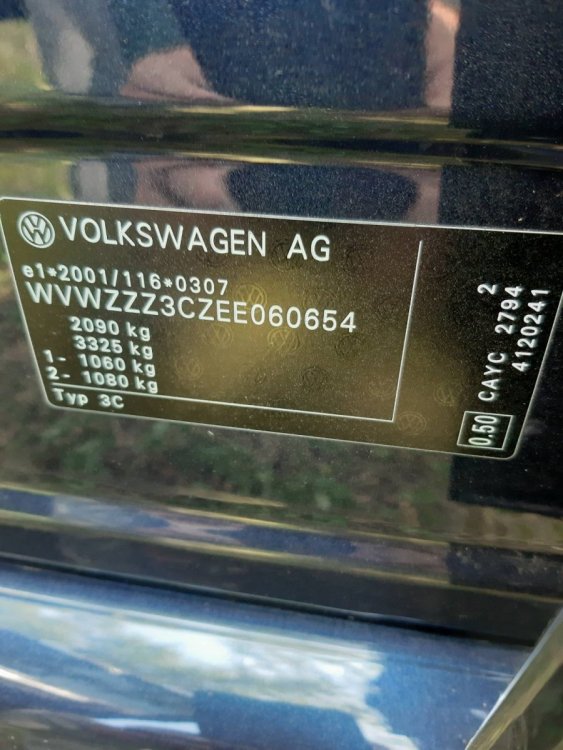 VOLKSWAGEN AG
e1*2001/116*0307
WVWZZZ3CZEE060654
2090 kg
3325 kg
1- 1060 kg
2- 1080 kg
Typ 3C
2
CAYC 2794
4120241
0.50